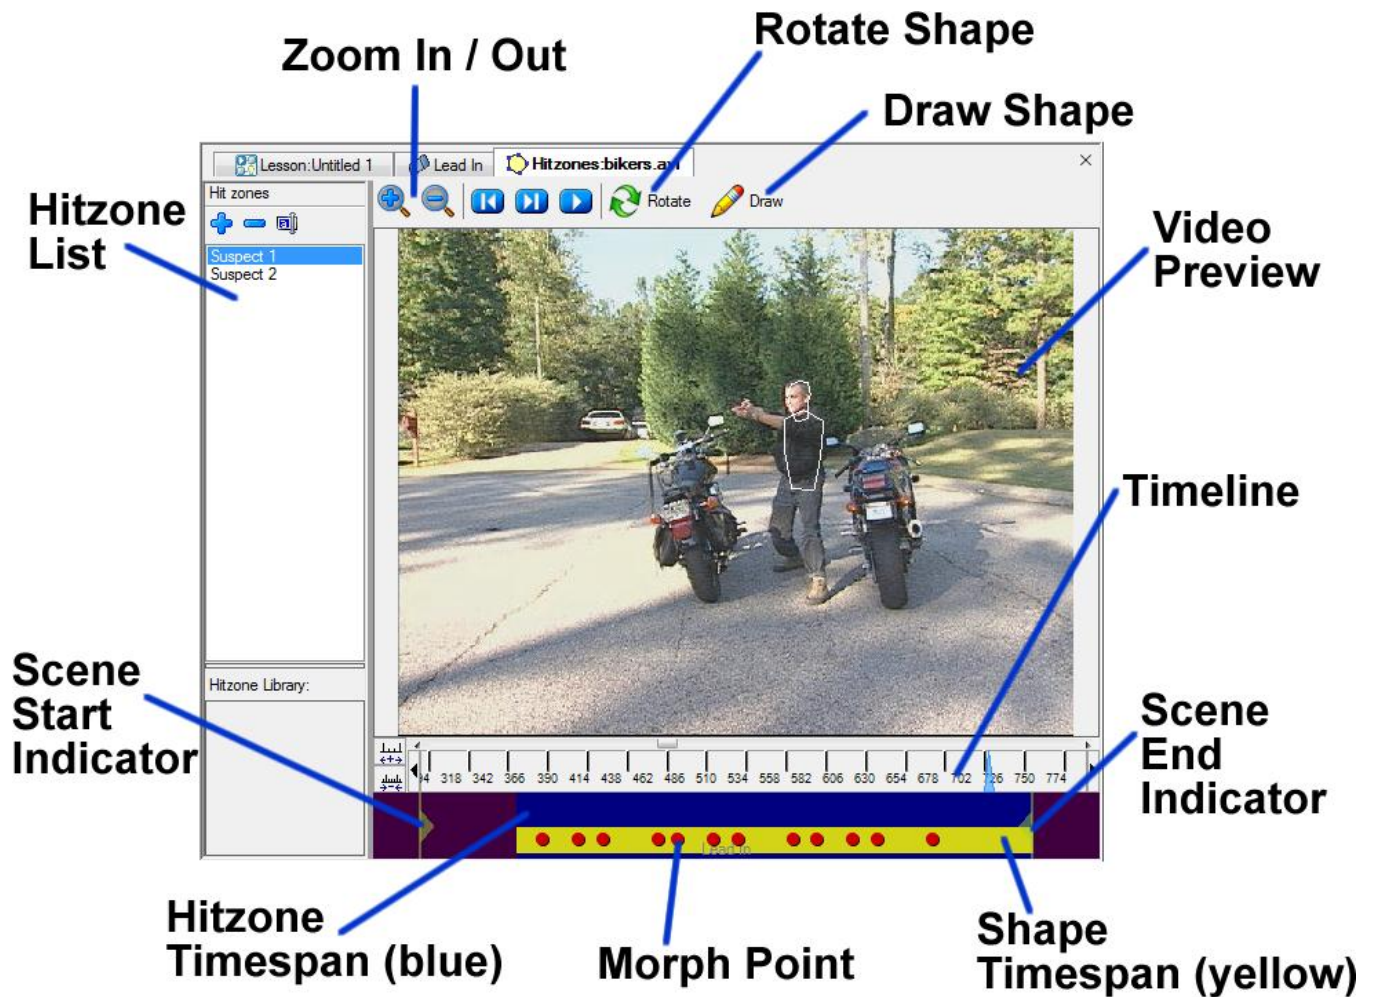 Rotate Shape
Zoom In / Out
Draw Shape
Lesson:Untitled 1
Lead In
Hitzones:bikers.avi
Hit zones
Rotate
Draw
Hitzone
List
Suspect 1
Suspect 2
Video
Preview
Timeline
Scene
Start
Indicator
Hitzone Library:
Scene
End
Indicator
318 342 366 390 414 438 462 486 510 534 558 582 606 630 654 678 702 726 750 774
Lead In
Hitzone
Timespan (blue)
Morph Point
Shape
Timespan (yellow)